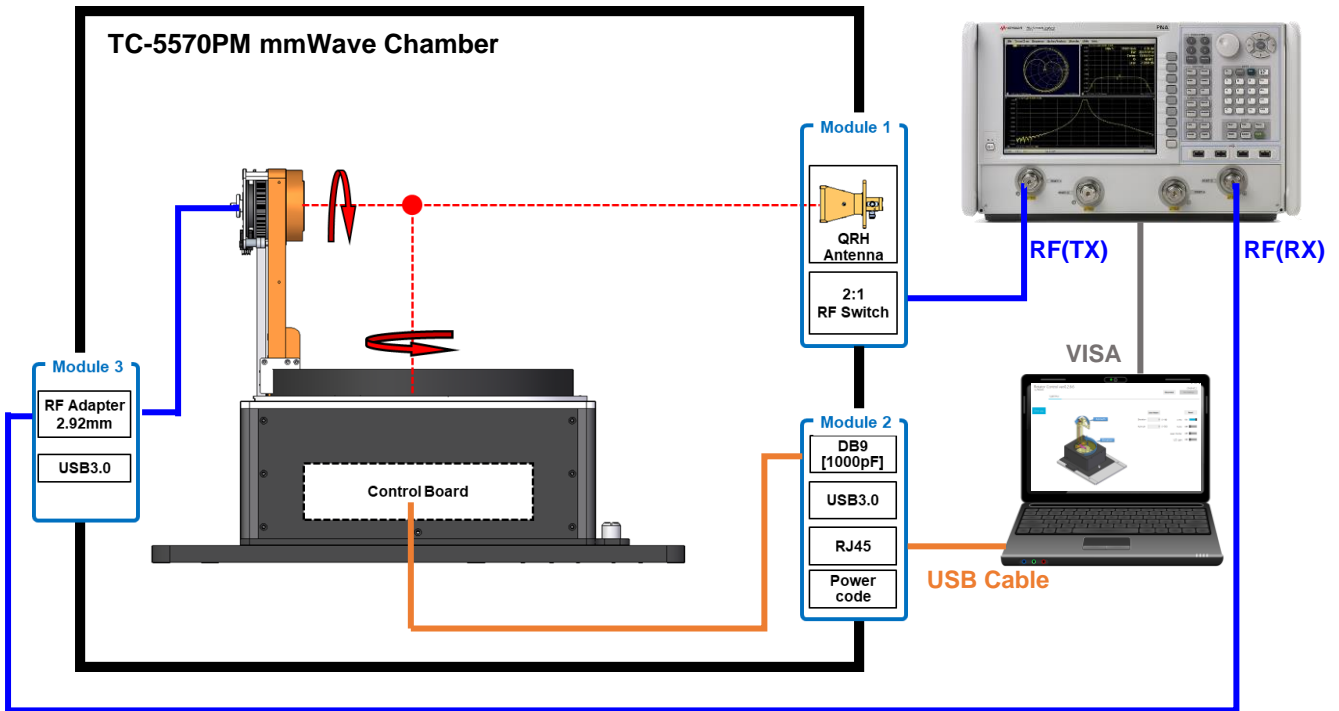 TC-5570PM mmWave Chamber
PNA
Module 1
QRH
Antenna
2:1
RF Switch
RF(TX)
RF(RX)
VISA
Module 3
RF Adapter
2.92mm
USB3.0
Control Board
Module 2
DB9
[1000pF]
USB3.0
RJ45
Power
code
USB Cable